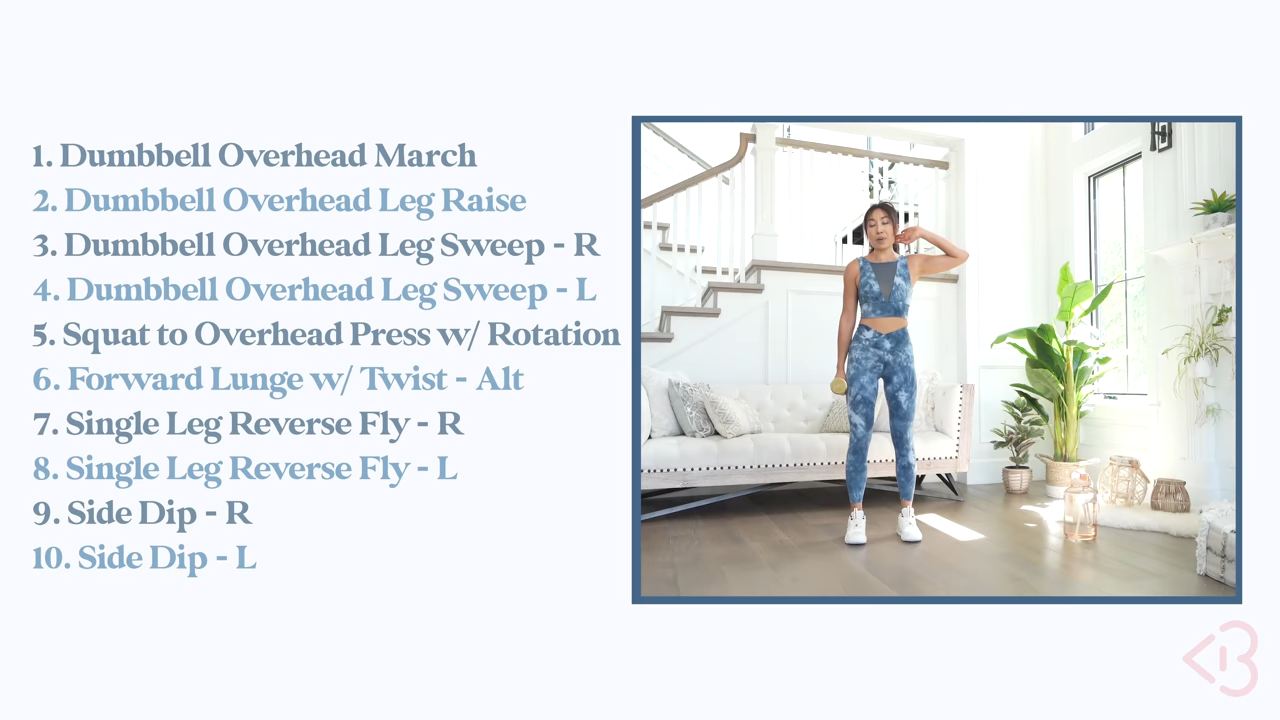 1. Dumbbell Overhead March
2. Dumbbell Overhead Leg Raise
3. Dumbbell Overhead Leg Sweep - R
4. Dumbbell Overhead Leg Sweep - L
5. Squat to Overhead Press w/ Rotation
6. Forward Lunge w/ Twist - Alt
7. Single Leg Reverse Fly - R
8. Single Leg Reverse Fly - L
9. Side Dip - R
10. Side Dip - L